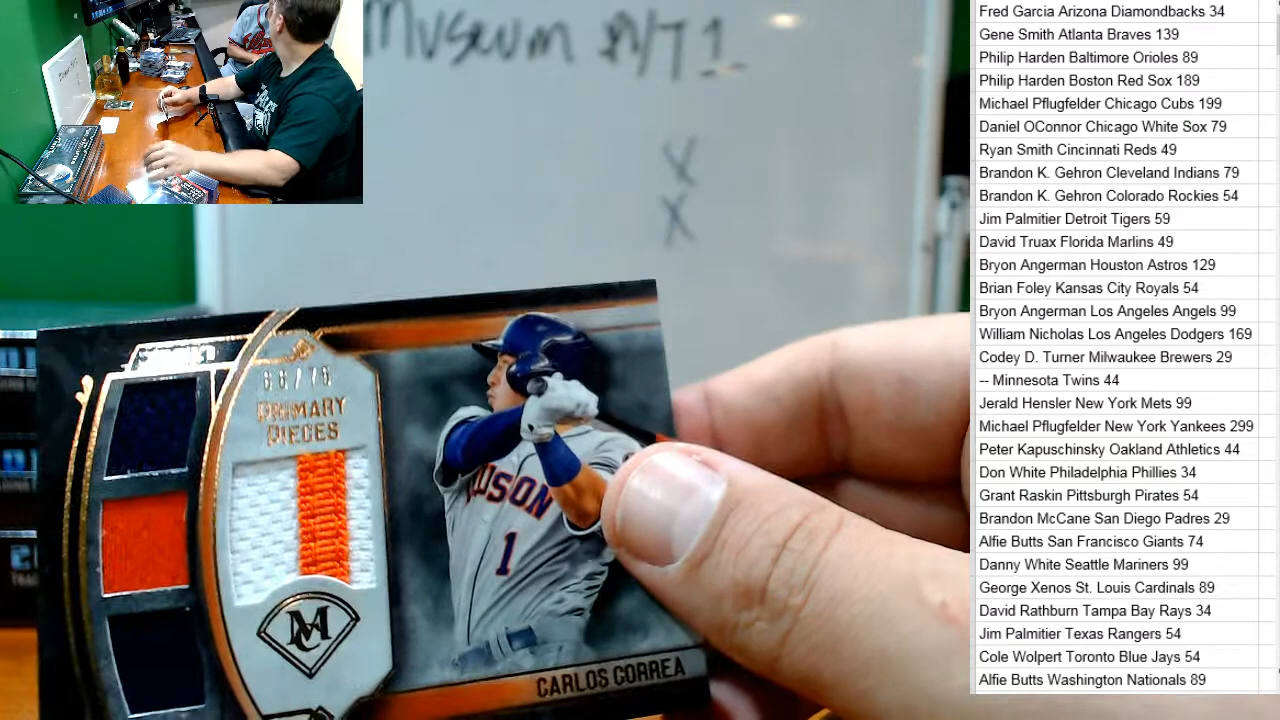 Museum
X
X
PRIMARY
PIECES
HOUSON
1
MC
CARLOS CORREA
Fred Garcia Arizona Diamondbacks 34
Gene Smith Atlanta Braves 139
Philip Harden Baltimore Orioles 89
Philip Harden Boston Red Sox 189
Michael Pflugfelder Chicago Cubs 199
Daniel OConnor Chicago White Sox 79
Ryan Smith Cincinnati Reds 49
Brandon K. Gehron Cleveland Indians 79
Brandon K. Gehron Colorado Rockies 54
Jim Palmitier Detroit Tigers 59
David Truax Florida Marlins 49
Bryon Angerman Houston Astros 129
Brian Foley Kansas City Royals 54
Bryon Angerman Los Angeles Angels 99
William Nicholas Los Angeles Dodgers 169
Codey D. Turner Milwaukee Brewers 29
-- Minnesota Twins 44
Jerald Hensler New York Mets 99
Michael Pflugfelder New York Yankees 299
Peter Kapuschinsky Oakland Athletics 44
Don White Philadelphia Phillies 34
Grant Raskin Pittsburgh Pirates 54
Brandon McCane San Diego Padres 29
Alfie Butts San Francisco Giants 74
Danny White Seattle Mariners 99
George Xenos St. Louis Cardinals 89
David Rathburn Tampa Bay Rays 34
Jim Palmitier Texas Rangers 54
Cole Wolpert Toronto Blue Jays 54
Alfie Butts Washington Nationals 89